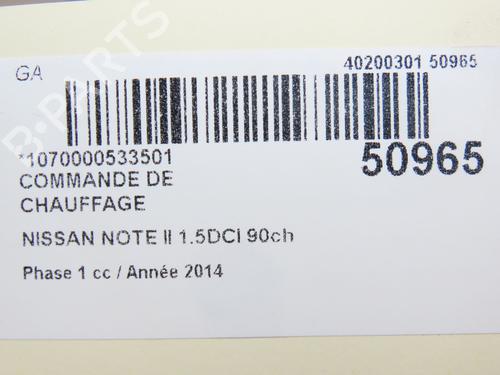 B-PARTS
GA
40200301 50965
*1070000533501
50965
COMMANDE DE
CHAUFFAGE
NISSAN NOTE II 1.5DCI 90ch
Phase 1 cc / Année 2014